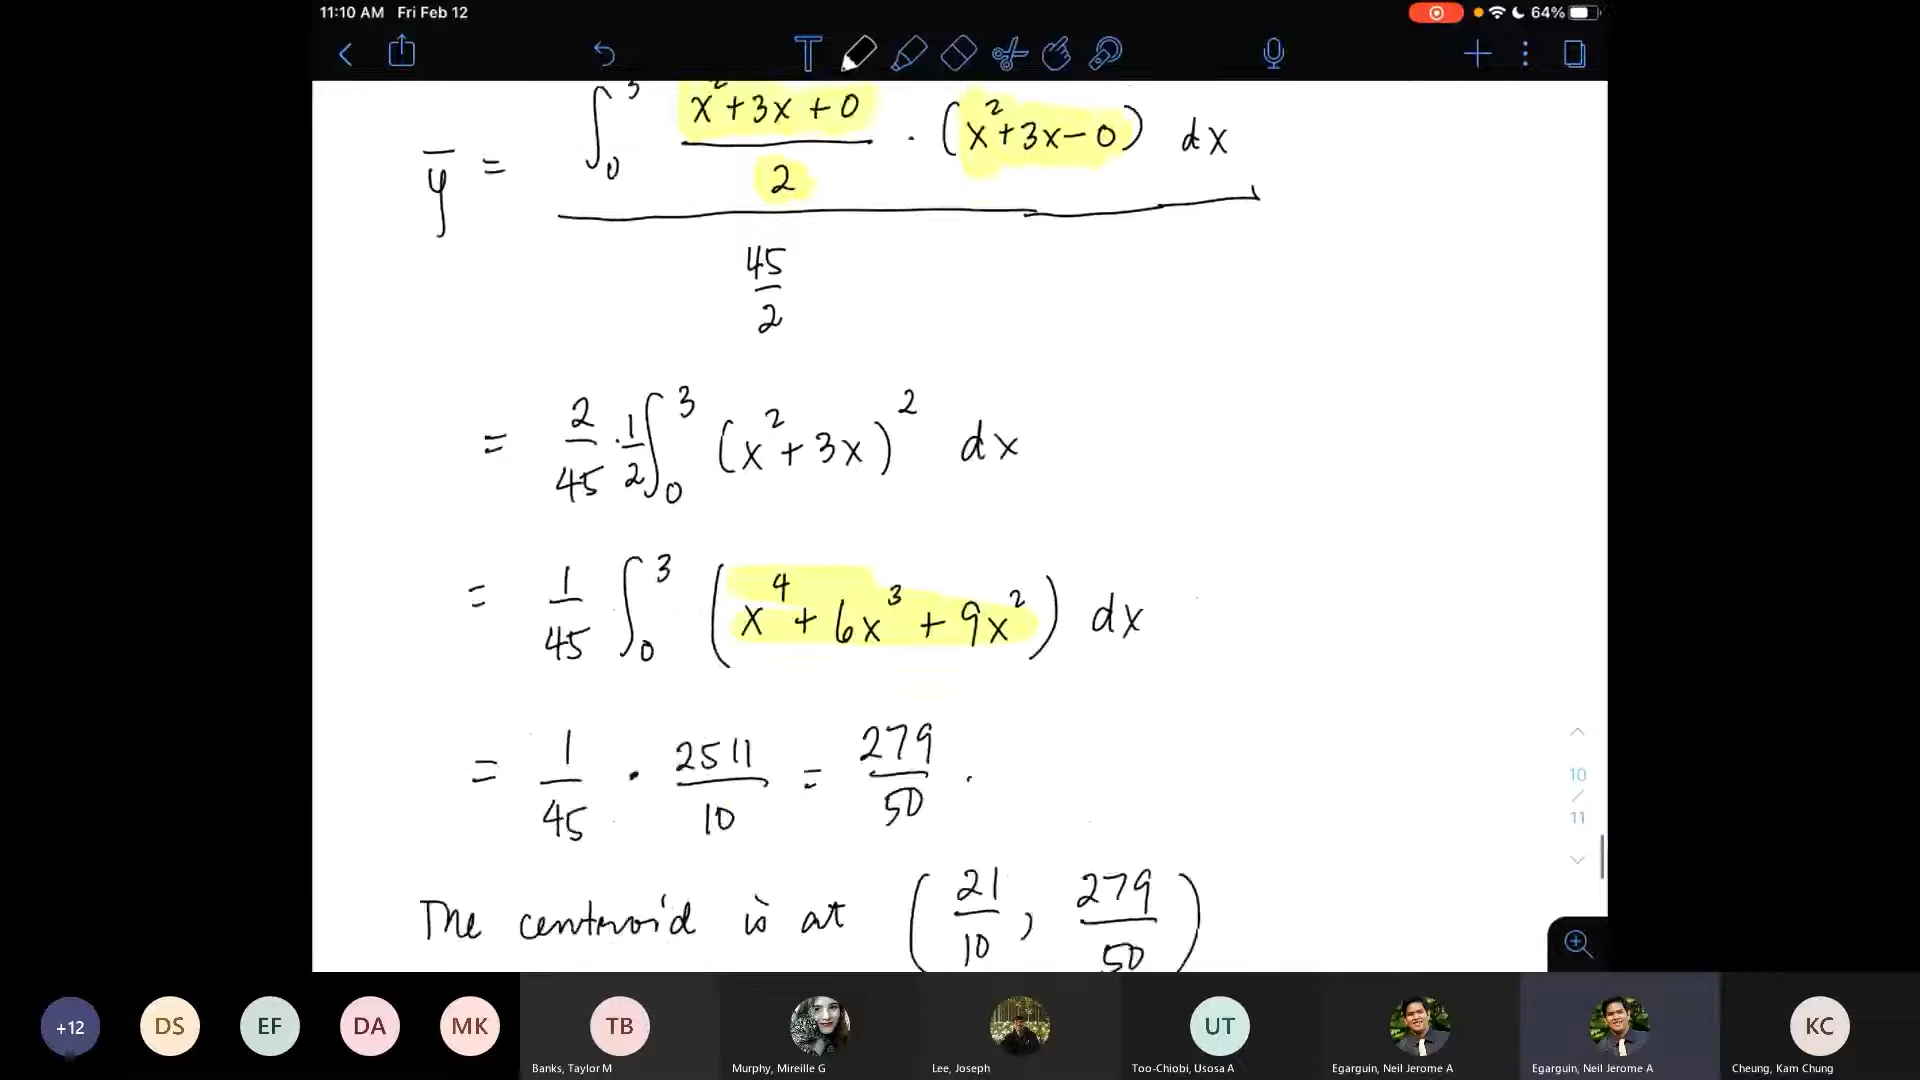 11:10 AM Fri Feb 12
64%
ȳ = ∫₀³ (x²+3x+0)/2 · (x²+3x−0) dx
45/2
= 2/45 · 1/2 ∫₀³ (x²+3x)² dx
= 1/45 ∫₀³ (x⁴+6x³+9x²) dx
= 1/45 · 2511/10 = 279/50 .
10
/
11
The centroid is at (21/10, 279/50)
+12
DS
EF
DA
MK
TB
UT
KC
Banks, Taylor M
Murphy, Mireille G
Lee, Joseph
Too-Chiobi, Usosa A
Egarguin, Neil Jerome A
Egarguin, Neil Jerome A
Cheung, Kam Chung